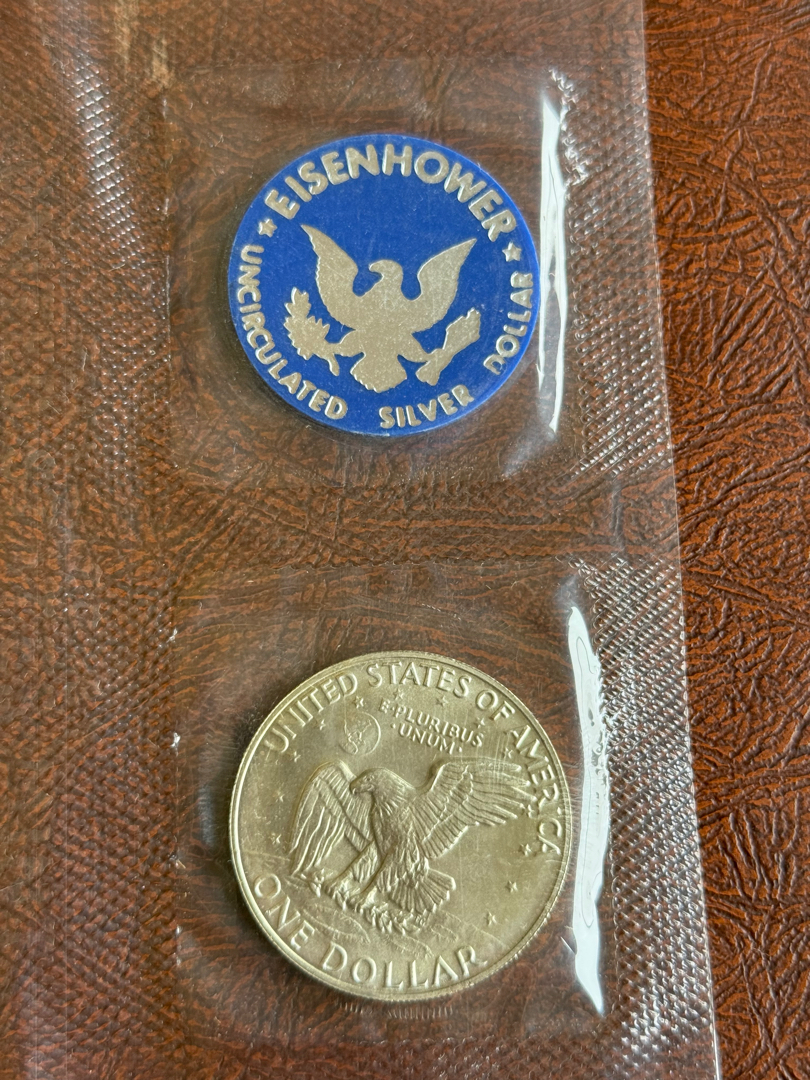 ★ EISENHOWER ★
UNCIRCULATED SILVER DOLLAR
UNITED STATES OF AMERICA
E·PLURIBUS
UNUM
ONE DOLLAR